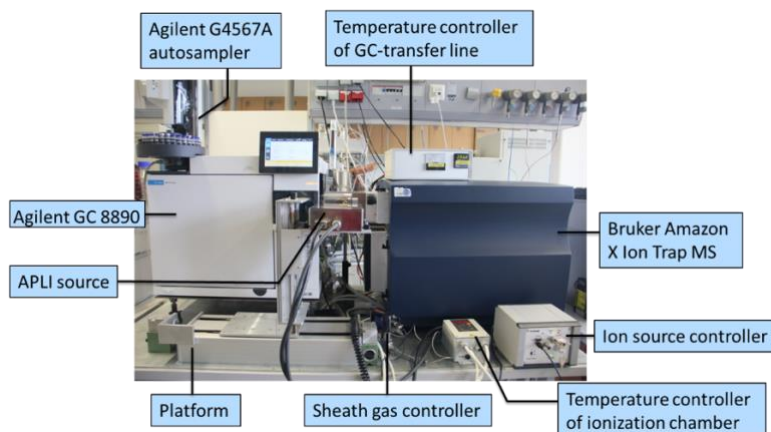 Agilent G4567A
autosampler
Temperature controller
of GC-transfer line
Agilent GC 8890
APLI source
Bruker Amazon
X Ion Trap MS
Ion source controller
Platform
Sheath gas controller
Temperature controller
of ionization chamber